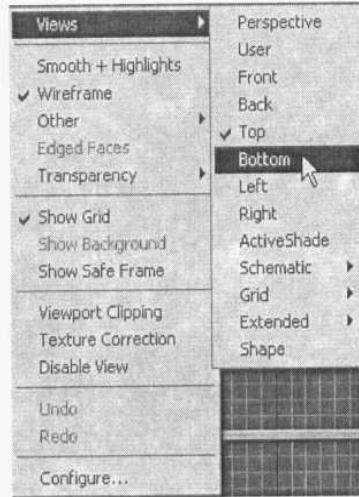 Views
Smooth + Highlights
Wireframe
Other
Edged Faces
Transparency
Show Grid
Show Background
Show Safe Frame
Viewport Clipping
Texture Correction
Disable View
Undo
Redo
Configure...
Perspective
User
Front
Back
Top
Bottom
Left
Right
ActiveShade
Schematic
Grid
Extended
Shape